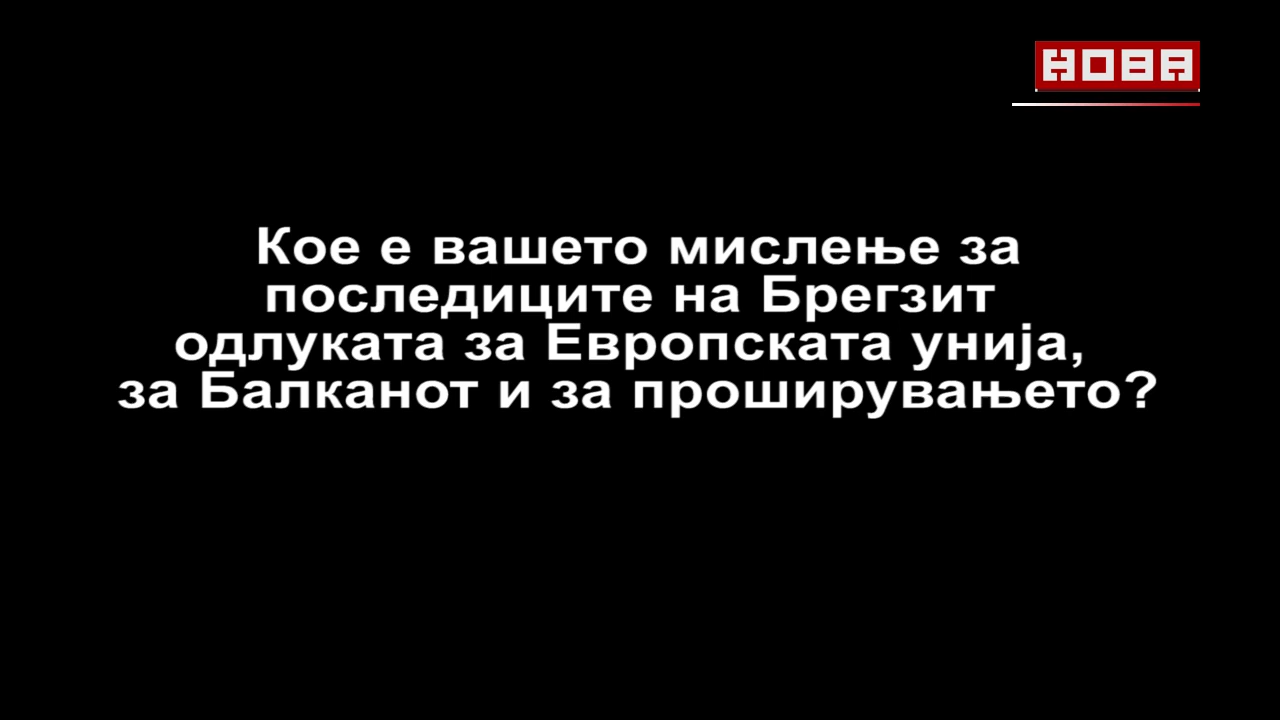 НОВА
Кое е вашето мислење за
последиците на Брегзит
одлуката за Европската унија,
за Балканот и за проширувањето?